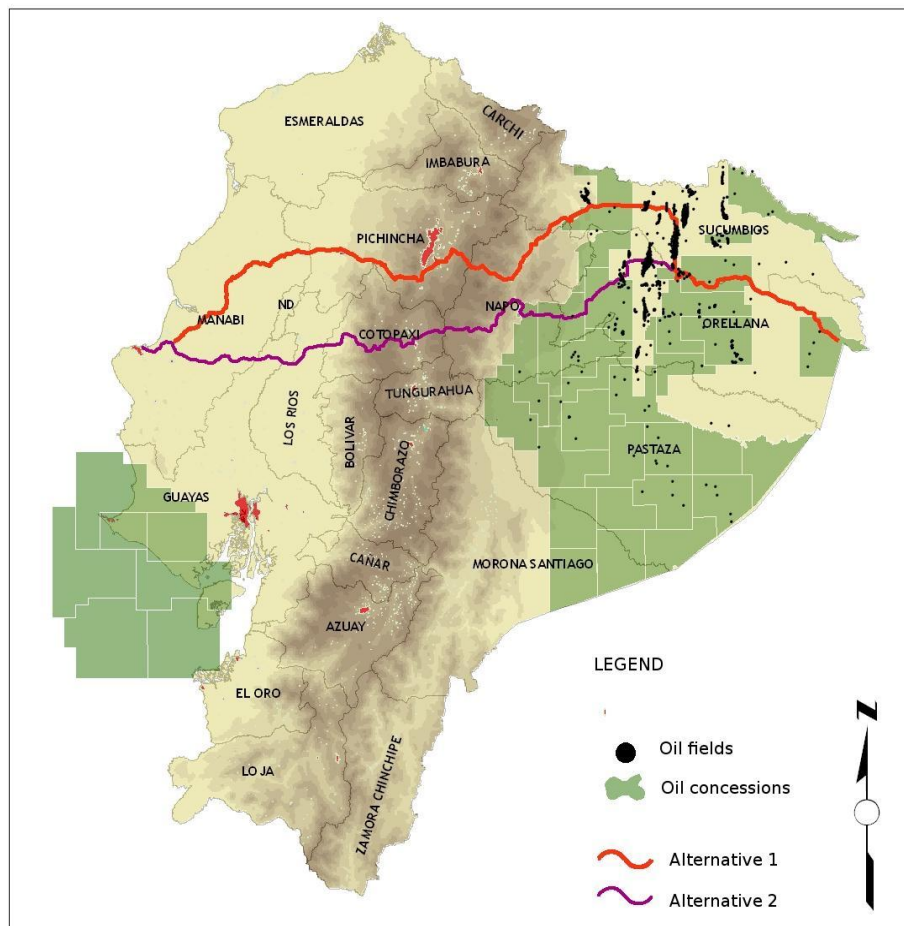 ESMERALDAS
CARCHI
IMBABURA
PICHINCHA
SUCUMBIOS
ND
MANABI
NAPO
ORELLANA
COTOPAXI
TUNGURAHUA
LOS RIOS
BOLIVAR
PASTAZA
CHIMBORAZO
GUAYAS
MORONA SANTIAGO
CAÑAR
AZUAY
EL ORO
LOJA
ZAMORA CHINCHIPE
LEGEND
Oil fields
Oil concessions
Alternative 1
Alternative 2
N